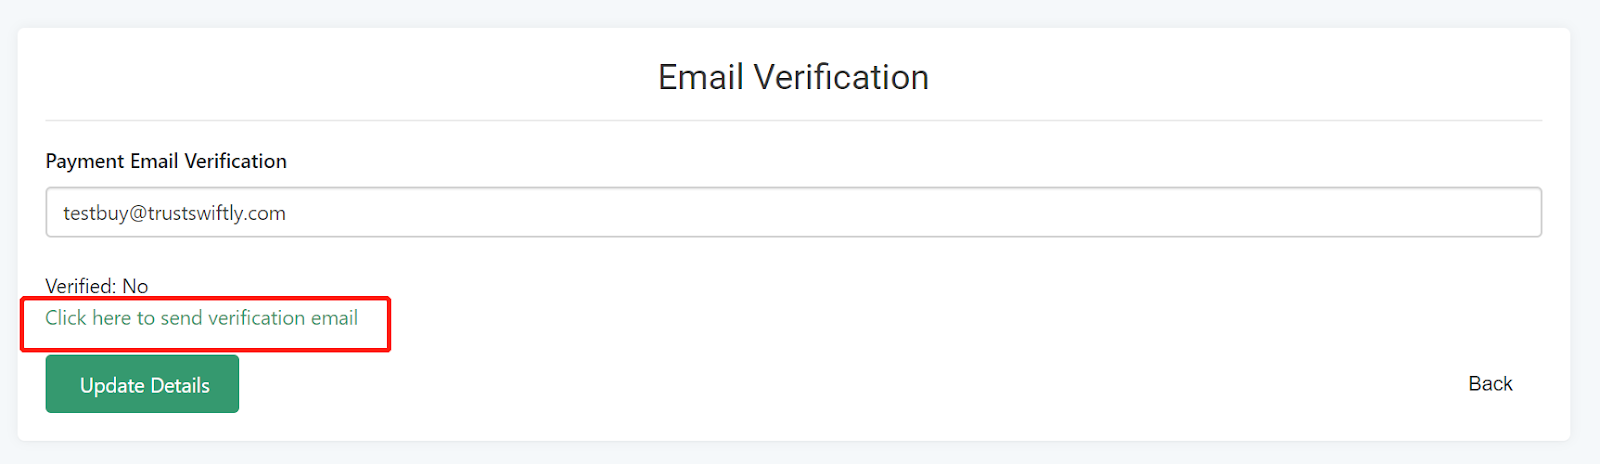 Email Verification
Payment Email Verification
testbuy@trustswiftly.com
Verified: No
Click here to send verification email
Update Details
Back